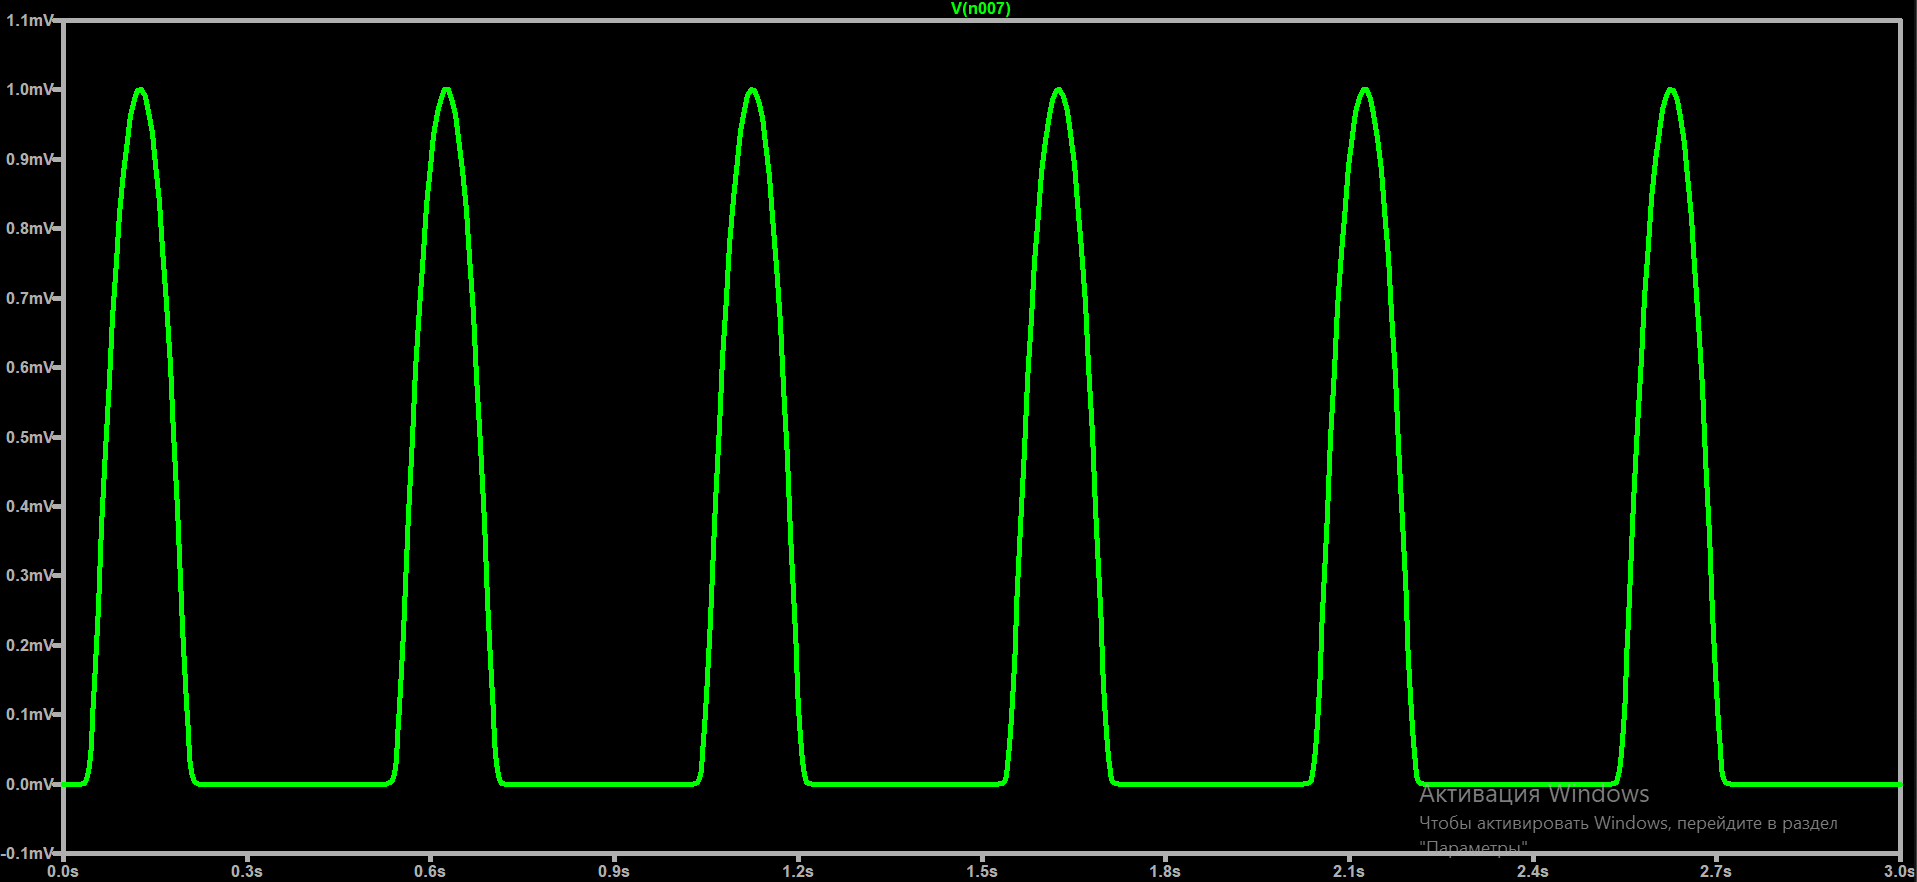 V(n007)
1.1mV
1.0mV
0.9mV
0.8mV
0.7mV
0.6mV
0.5mV
0.4mV
0.3mV
0.2mV
0.1mV
0.0mV
-0.1mV
0.0s 0.3s 0.6s 0.9s 1.2s 1.5s 1.8s 2.1s 2.4s 2.7s 3.0s
Активация Windows
Чтобы активировать Windows, перейдите в раздел
"Параметры"